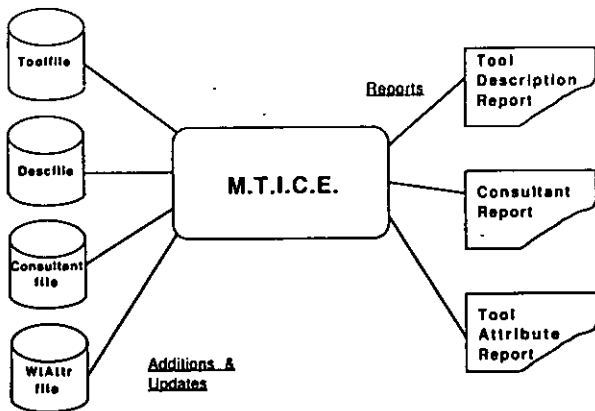 Toolfile
Descfile
Consultant
file
WtAttr
file
M.T.I.C.E.
Additions &
Updates
Reports
Tool
Description
Report
Consultant
Report
Tool
Attribute
Report